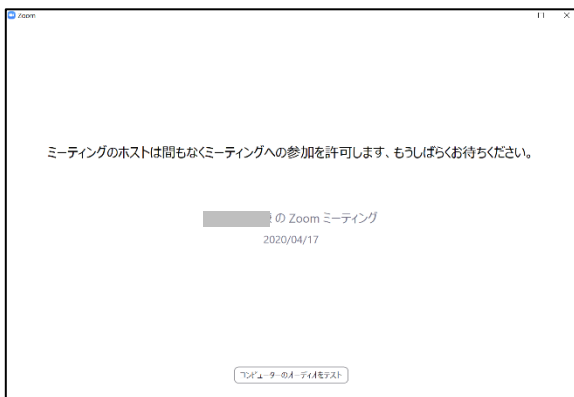 Zoom
ミーティングのホストは間もなくミーティングへの参加を許可します、もうしばらくお待ちください。
の Zoom ミーティング
2020/04/17
コンピューターのオーディオをテスト